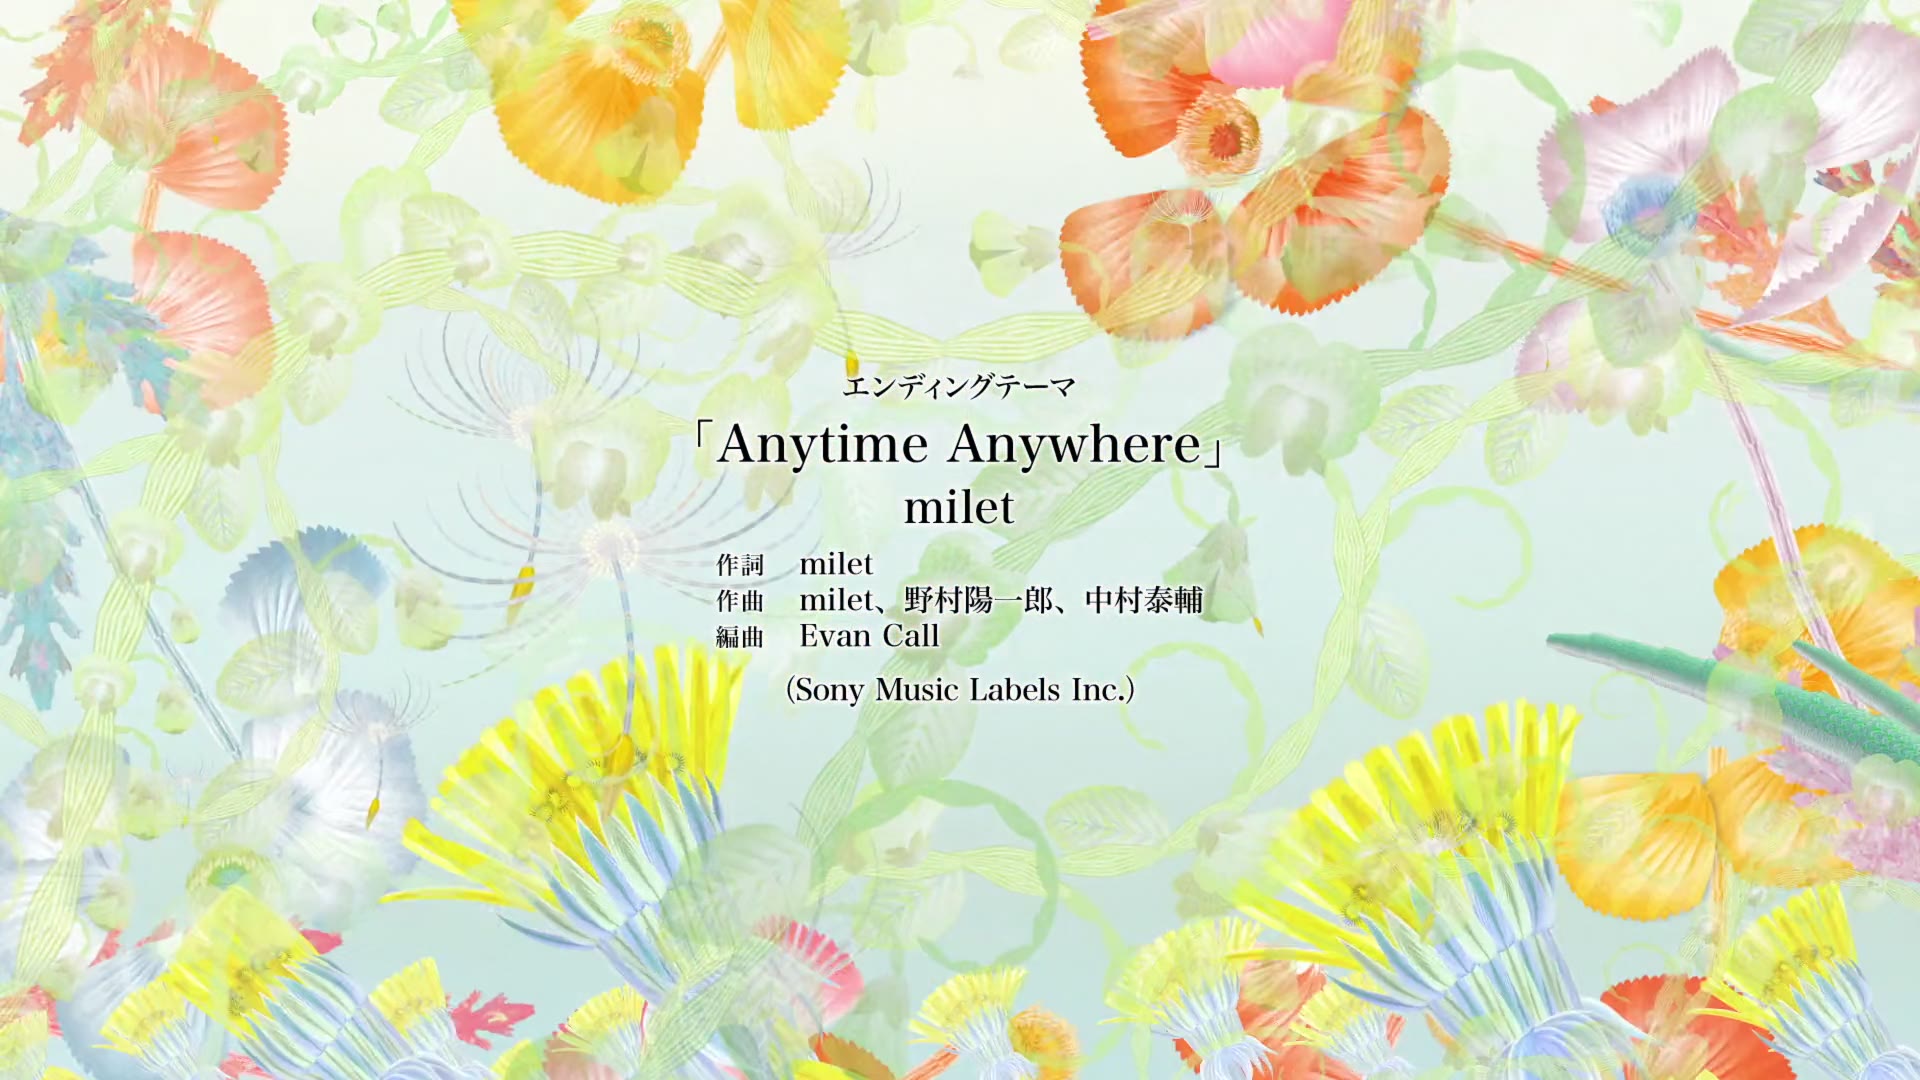 エンディングテーマ
「Anytime Anywhere」
milet
作詞 milet
作曲 milet、野村陽一郎、中村泰輔
編曲 Evan Call
(Sony Music Labels Inc.)